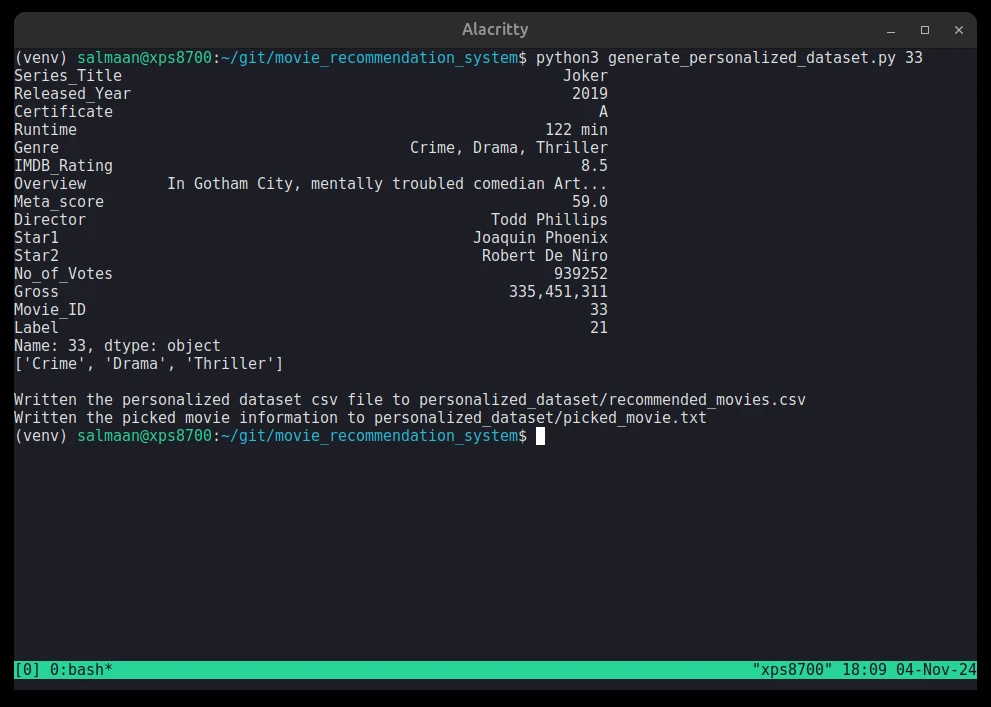 Alacritty
(venv) salmaan@xps8700:~/git/movie_recommendation_system$ python3 generate_personalized_dataset.py 33
Series_Title Joker
Released_Year 2019
Certificate A
Runtime 122 min
Genre Crime, Drama, Thriller
IMDB_Rating 8.5
Overview In Gotham City, mentally troubled comedian Art...
Meta_score 59.0
Director Todd Phillips
Star1 Joaquin Phoenix
Star2 Robert De Niro
No_of_Votes 939252
Gross 335,451,311
Movie_ID 33
Label 21
Name: 33, dtype: object
['Crime', 'Drama', 'Thriller']
Written the personalized dataset csv file to personalized_dataset/recommended_movies.csv
Written the picked movie information to personalized_dataset/picked_movie.txt
(venv) salmaan@xps8700:~/git/movie_recommendation_system$
[0] 0:bash* "xps8700" 18:09 04-Nov-24